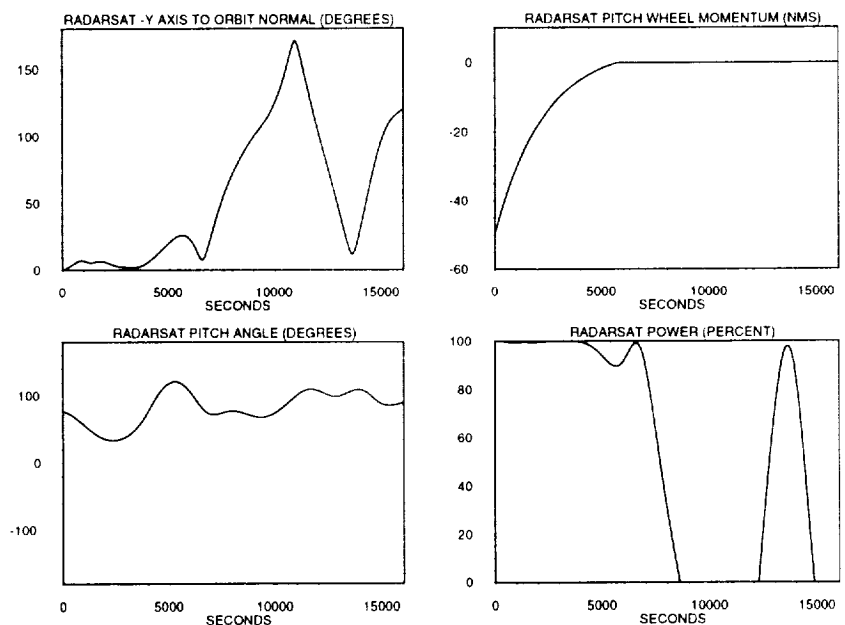 RADARSAT -Y AXIS TO ORBIT NORMAL (DEGREES)
150
100
50
0
0 5000 10000 15000
SECONDS
RADARSAT PITCH WHEEL MOMENTUM (NMS)
0
-20
-40
-60
0 5000 10000 15000
SECONDS
RADARSAT PITCH ANGLE (DEGREES)
100
0
-100
0 5000 10000 15000
SECONDS
RADARSAT POWER (PERCENT)
100
80
60
40
20
0
0 5000 10000 15000
SECONDS